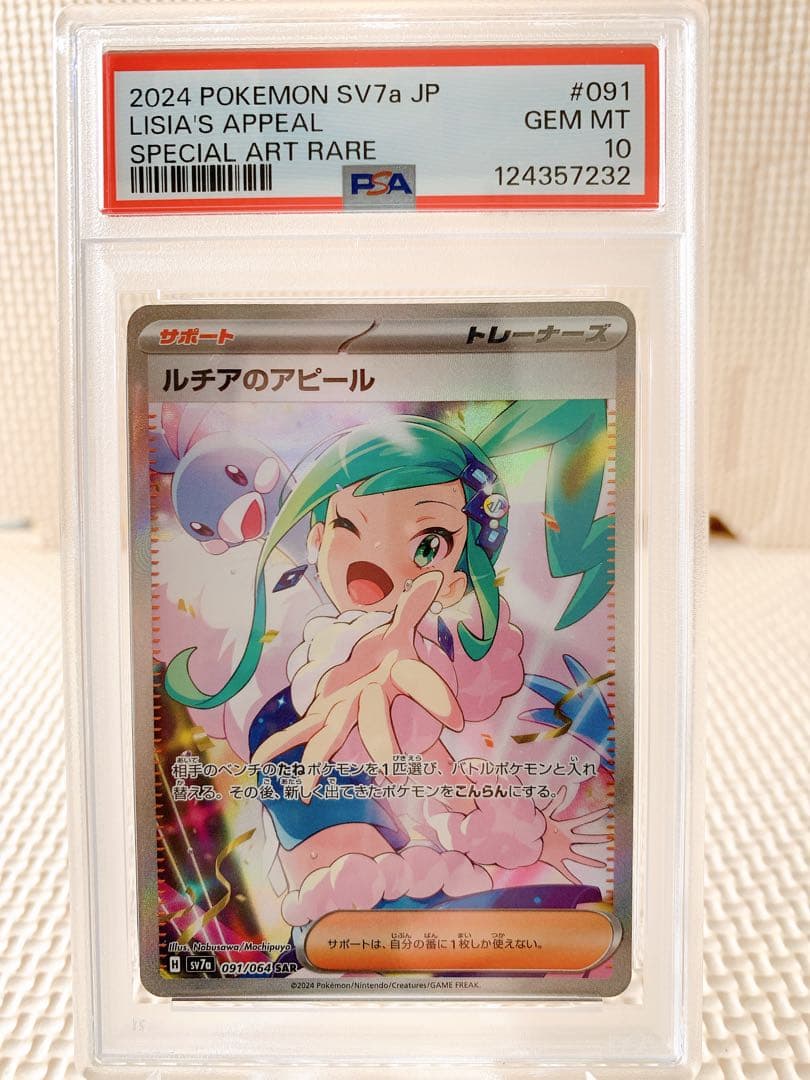 2024 POKEMON SV7a JP #091
LISIA'S APPEAL GEM MT
SPECIAL ART RARE 10
PSA 124357232
サポート トレーナーズ
ルチアのアピール
相手のベンチのたねポケモンを1匹選び、バトルポケモンと入れ
替える。その後、新しく出てきたポケモンをこんらんにする。
サポートは、自分の番に1枚しか使えない。
Illus. Nobusawa/Mochipuyo
H sv7a 091/064 SAR
©2024 Pokémon/Nintendo/Creatures/GAME FREAK.